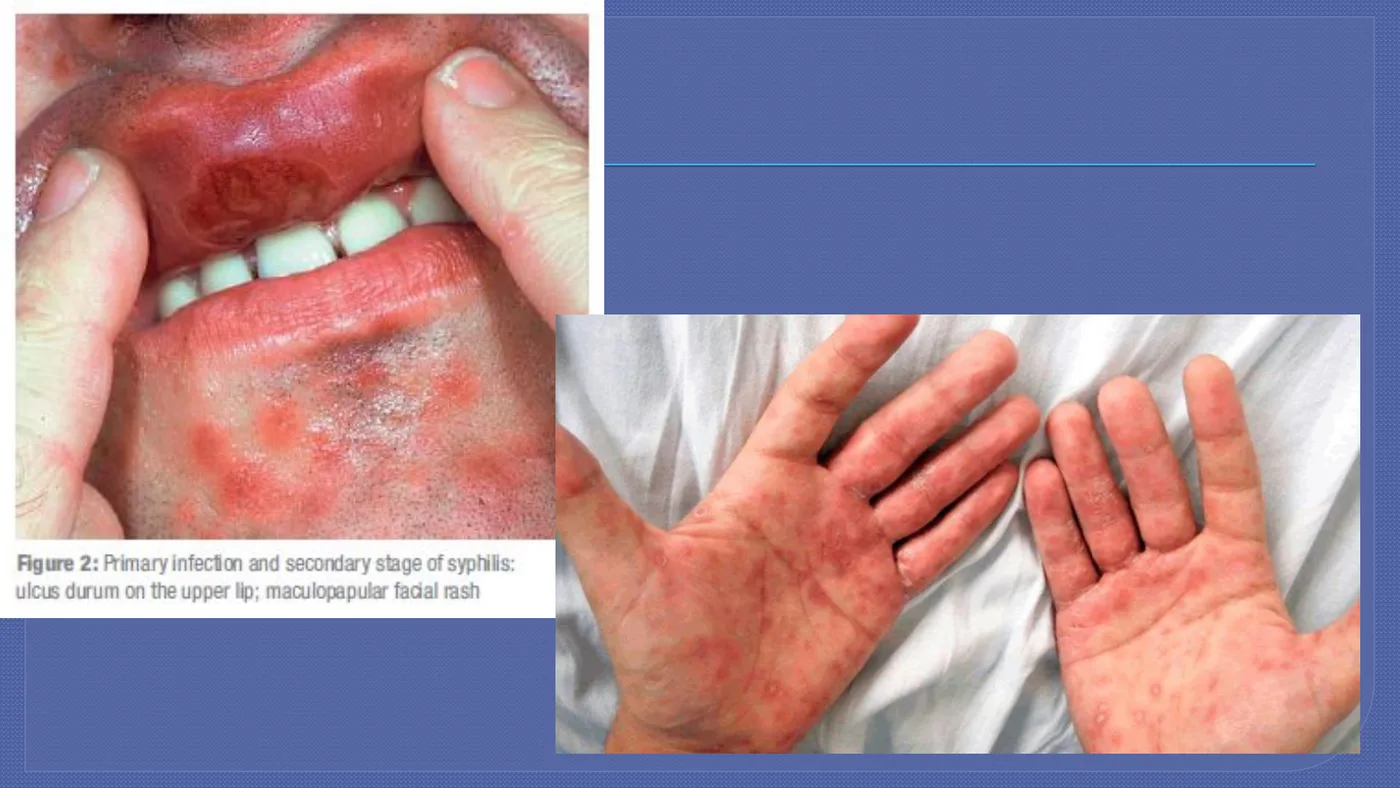 Figure 2: Primary infection and secondary stage of syphilis:
ulcus durum on the upper lip; maculopapular facial rash